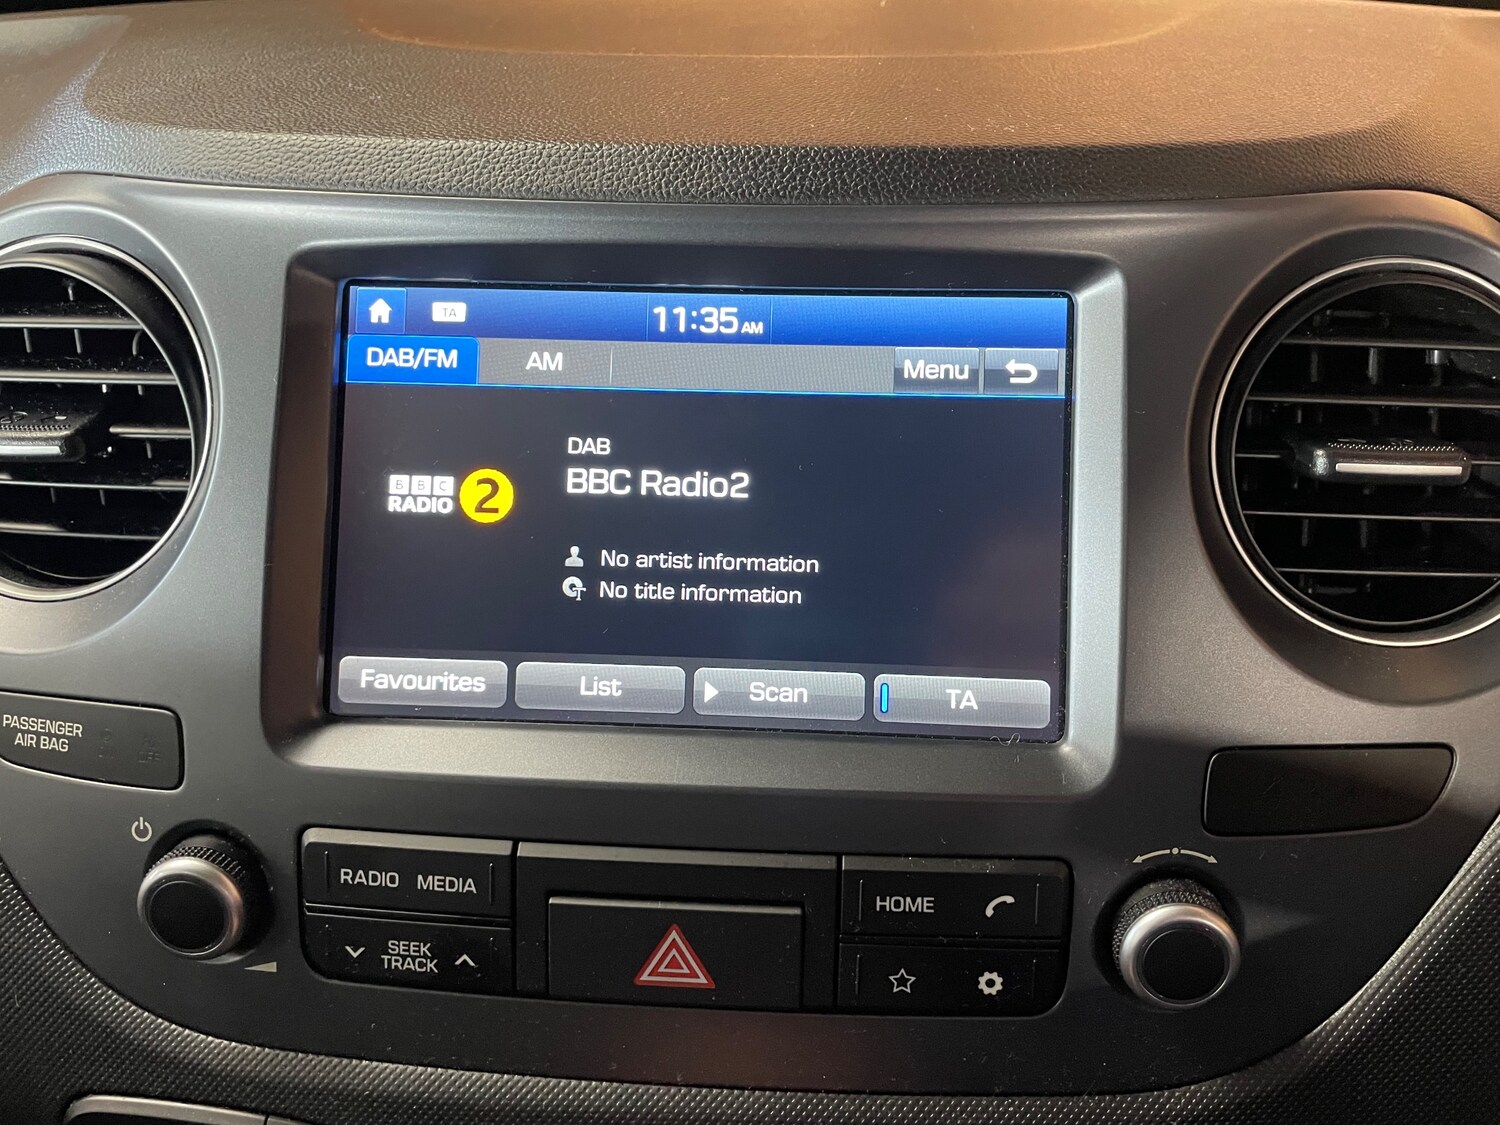 TA
11:35 AM
DAB/FM
AM
Menu
DAB
BBC Radio2
BBC
RADIO 2
No artist information
No title information
Favourites
List
Scan
TA
PASSENGER
AIR BAG
RADIO MEDIA
SEEK
TRACK
HOME